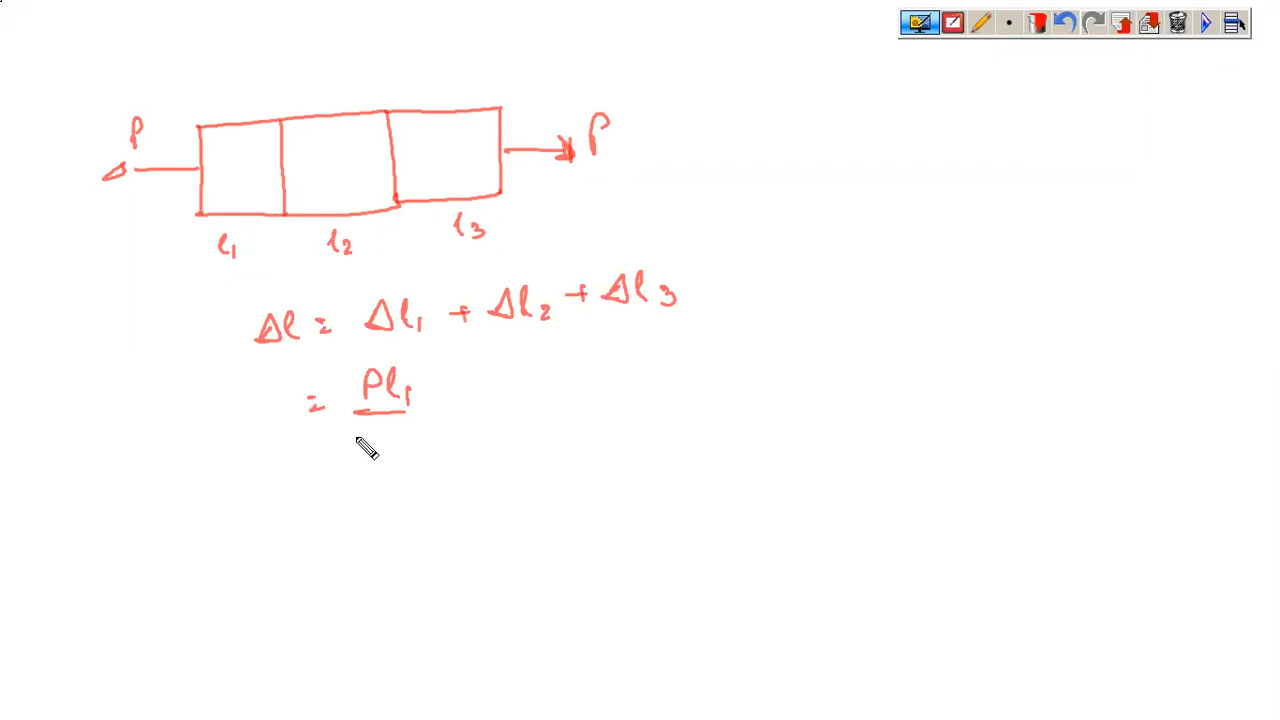 P P
l1 l2 l3
Δl = Δl1 + Δl2 + Δl3
= Pl1